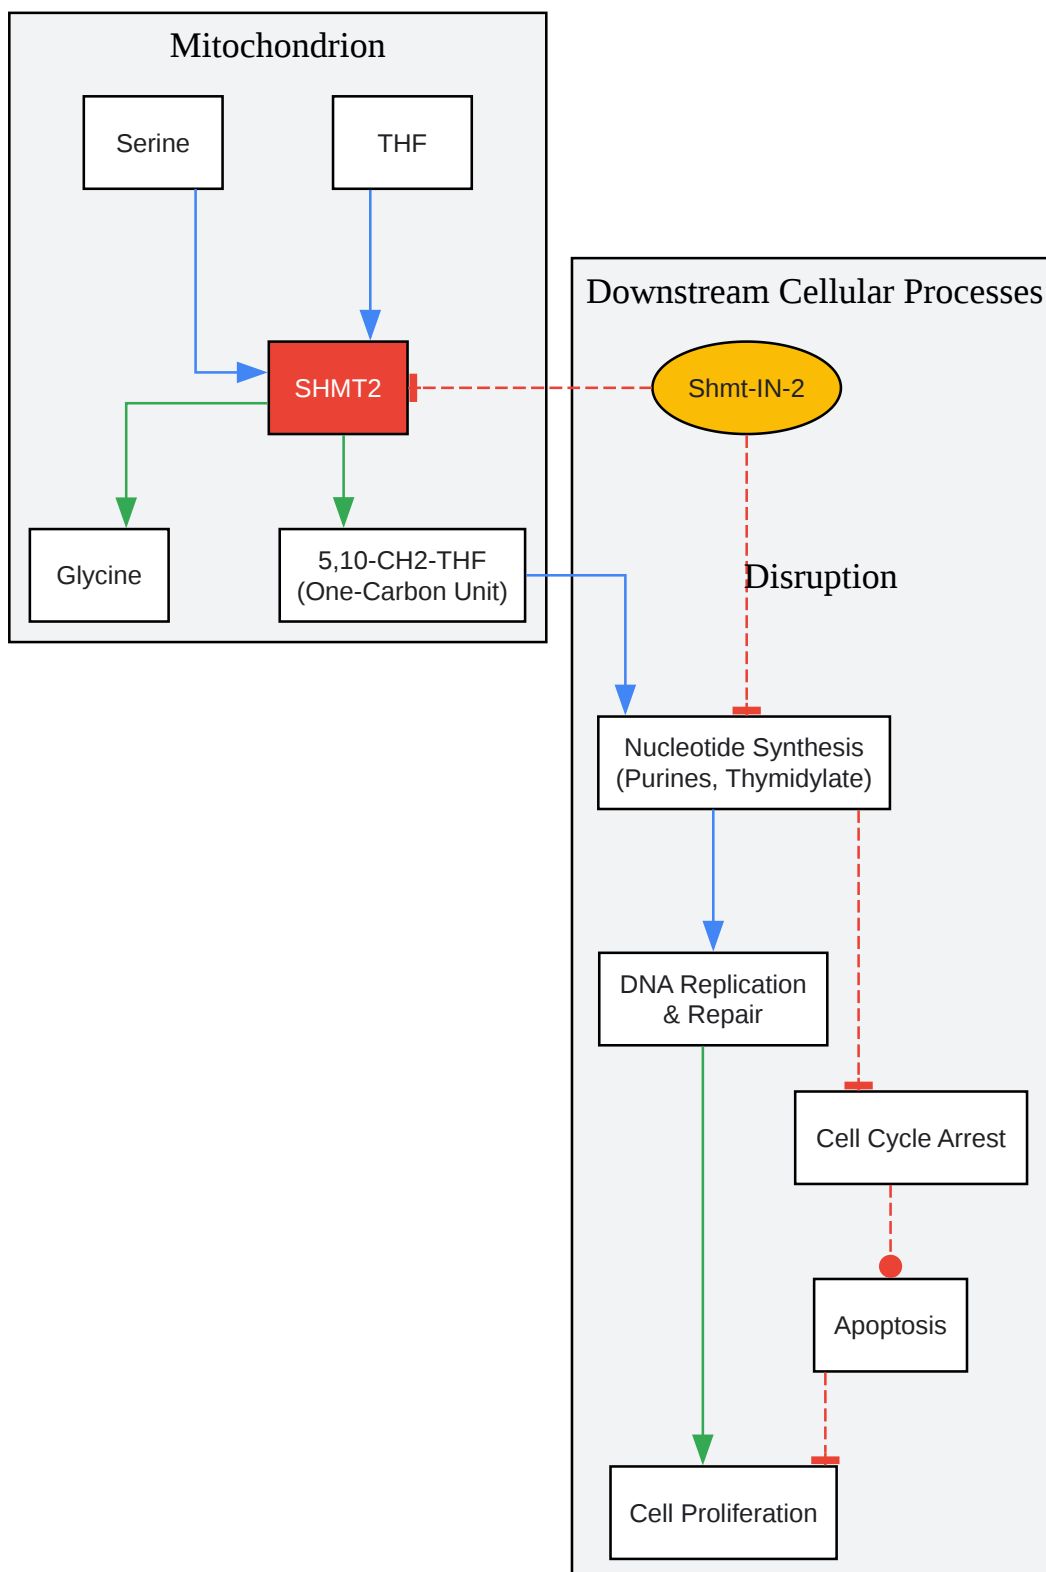 Mitochondrion
Serine
THF
SHMT2
Glycine
5,10-CH2-THF
(One-Carbon Unit)
Downstream Cellular Processes
Shmt-IN-2
Disruption
Nucleotide Synthesis
(Purines, Thymidylate)
DNA Replication
& Repair
Cell Cycle Arrest
Apoptosis
Cell Proliferation